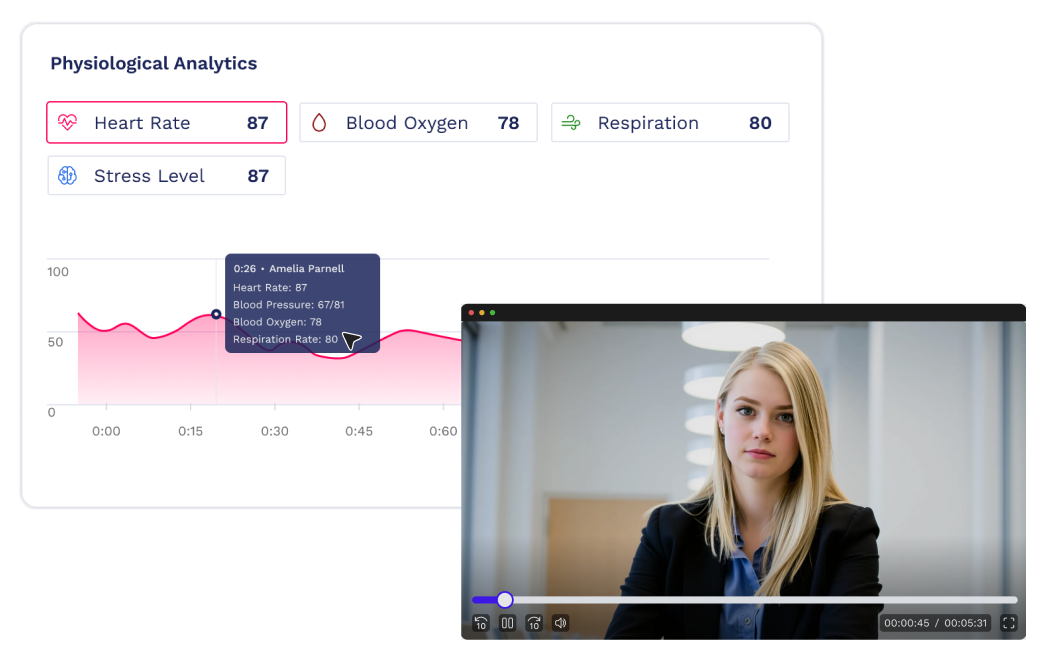 Physiological Analytics
Heart Rate 87
Blood Oxygen 78
Respiration 80
Stress Level 87
100
50
0
0:26 • Amelia Parnell
Heart Rate: 87
Blood Pressure: 67/81
Blood Oxygen: 78
Respiration Rate: 80
0:00 0:15 0:30 0:45 0:60
10
10
00:00:45 / 00:05:31